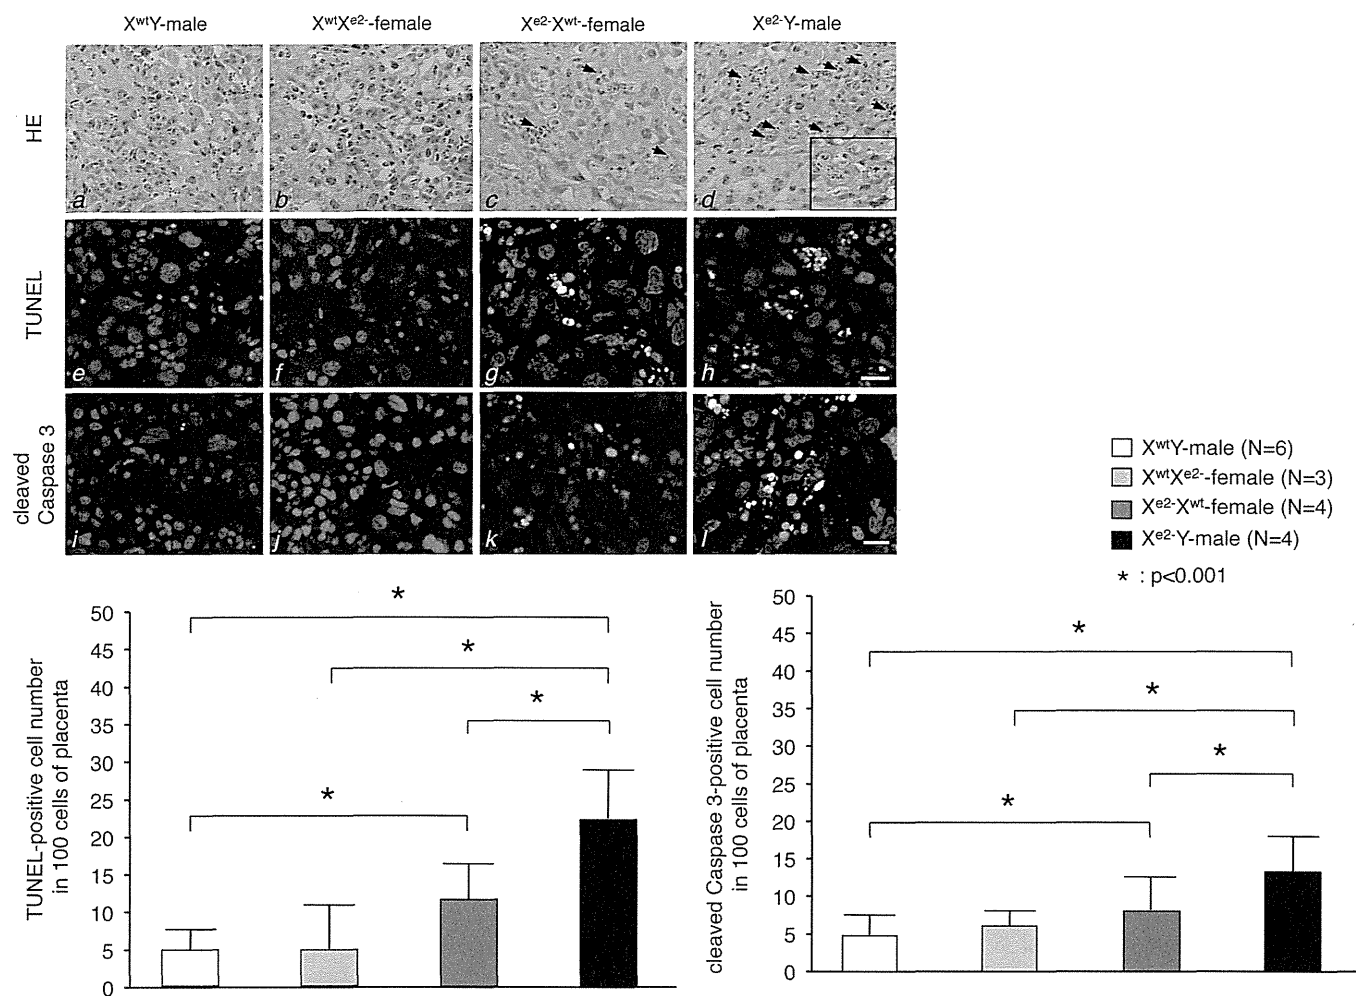 XwtY-male XwtXe2--female Xe2-Xwt--female Xe2-Y-male
HE
a b c d
TUNEL
e f g h
cleaved
Caspase 3
i j k l
XwtY-male (N=6)
XwtXe2--female (N=3)
Xe2-Xwt-female (N=4)
Xe2-Y-male (N=4)
* : p<0.001
TUNEL-positive cell number
in 100 cells of placenta
50
45
40
35
30
25
20
15
10
5
0
* * * *
cleaved Caspase 3-positive cell number
in 100 cells of placenta
50
45
40
35
30
25
20
15
10
5
0
* * * *